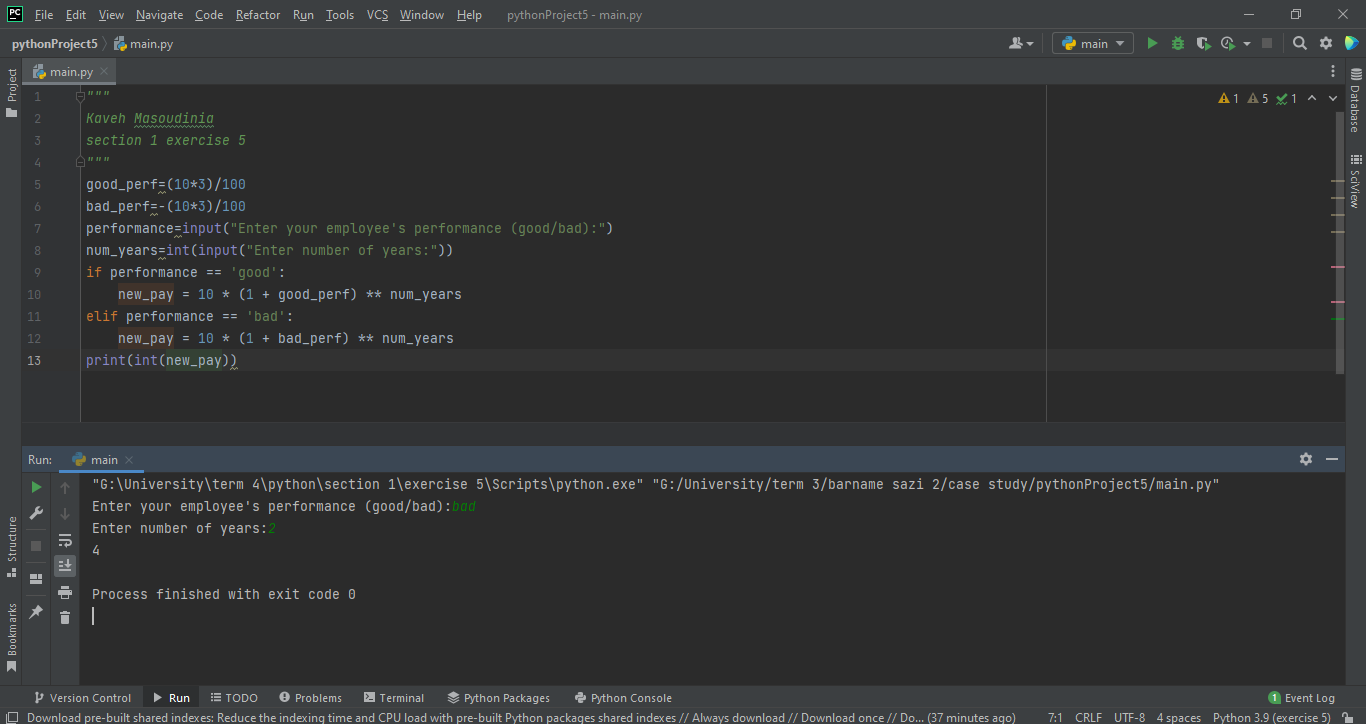 PC File Edit View Navigate Code Refactor Run Tools VCS Window Help pythonProject5 - main.py
pythonProject5 main.py main
Project
main.py
1 """ 1 5 1
2 Kaveh Masoudinia
3 section 1 exercise 5
4 """
5 good_perf=(10*3)/100
6 bad_perf=-(10*3)/100
7 performance=input("Enter your employee's performance (good/bad):")
8 num_years=int(input("Enter number of years:"))
9 if performance == 'good':
10 new_pay = 10 * (1 + good_perf) ** num_years
11 elif performance == 'bad':
12 new_pay = 10 * (1 + bad_perf) ** num_years
13 print(int(new_pay))
Database
SciView
Run: main
"G:\University\term 4\python\section 1\exercise 5\Scripts\python.exe" "G:/University/term 3/barname sazi 2/case study/pythonProject5/main.py"
Enter your employee's performance (good/bad):bad
Enter number of years:2
4
Process finished with exit code 0
Structure
Bookmarks
Version Control Run TODO Problems Terminal Python Packages Python Console 1 Event Log
Download pre-built shared indexes: Reduce the indexing time and CPU load with pre-built Python packages shared indexes // Always download // Download once // Do... (37 minutes ago) 7:1 CRLF UTF-8 4 spaces Python 3.9 (exercise 5)